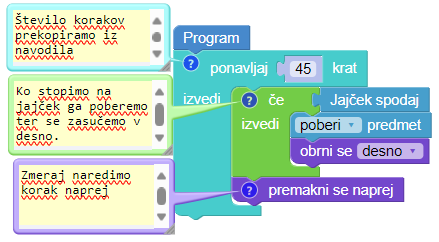 Število korakov
prekopiramo iz
navodila
Program
? ponavljaj 45 krat
Ko stopimo na
jajček ga poberemo
ter se zasučemo v
desno.
izvedi ? če Jajček spodaj
izvedi poberi predmet
obrni se desno
Zmeraj naredimo
korak naprej
? premakni se naprej